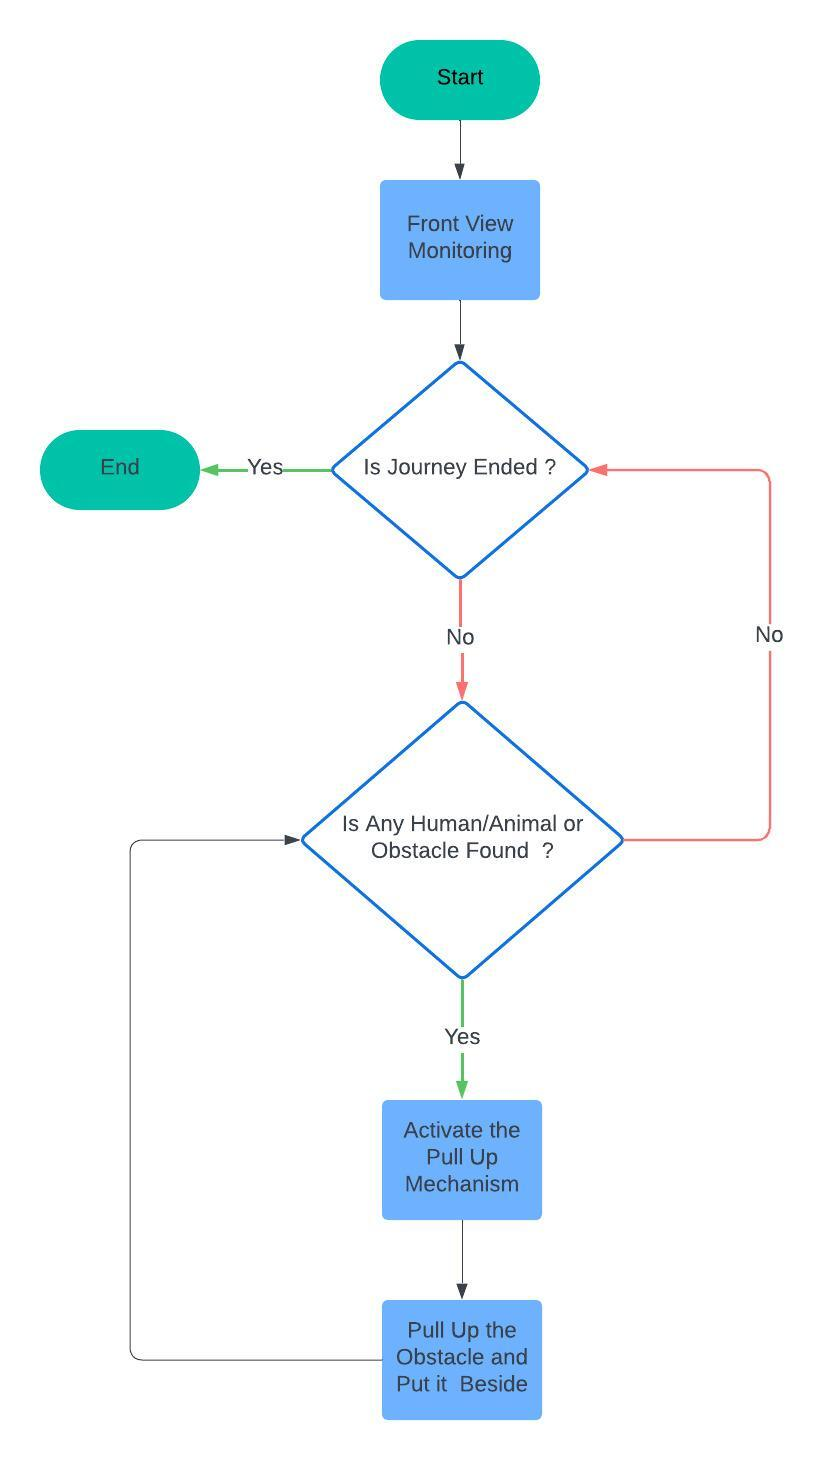 Start
Front View
Monitoring
Is Journey Ended ?
Yes
End
No
No
Is Any Human/Animal or
Obstacle Found  ?
Yes
Activate the
Pull Up
Mechanism
Pull Up the
Obstacle and
Put it  Beside